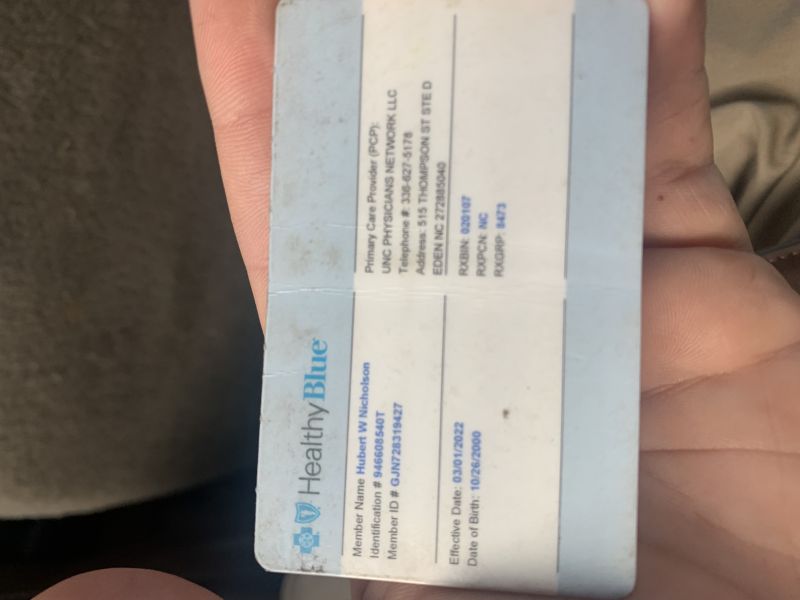 HealthyBlue
Member Name Hubert W Nicholson
Identification # 946608540T
Member ID # GJN728319427
Effective Date: 03/01/2022
Date of Birth: 10/26/2000
Primary Care Provider (PCP):
UNC PHYSICIANS NETWORK LLC
Telephone #: 336-627-5178
Address: 515 THOMPSON ST STE D
EDEN NC 272885040
RXBIN: 020107
RXPCN: NC
RXGRP: 8473